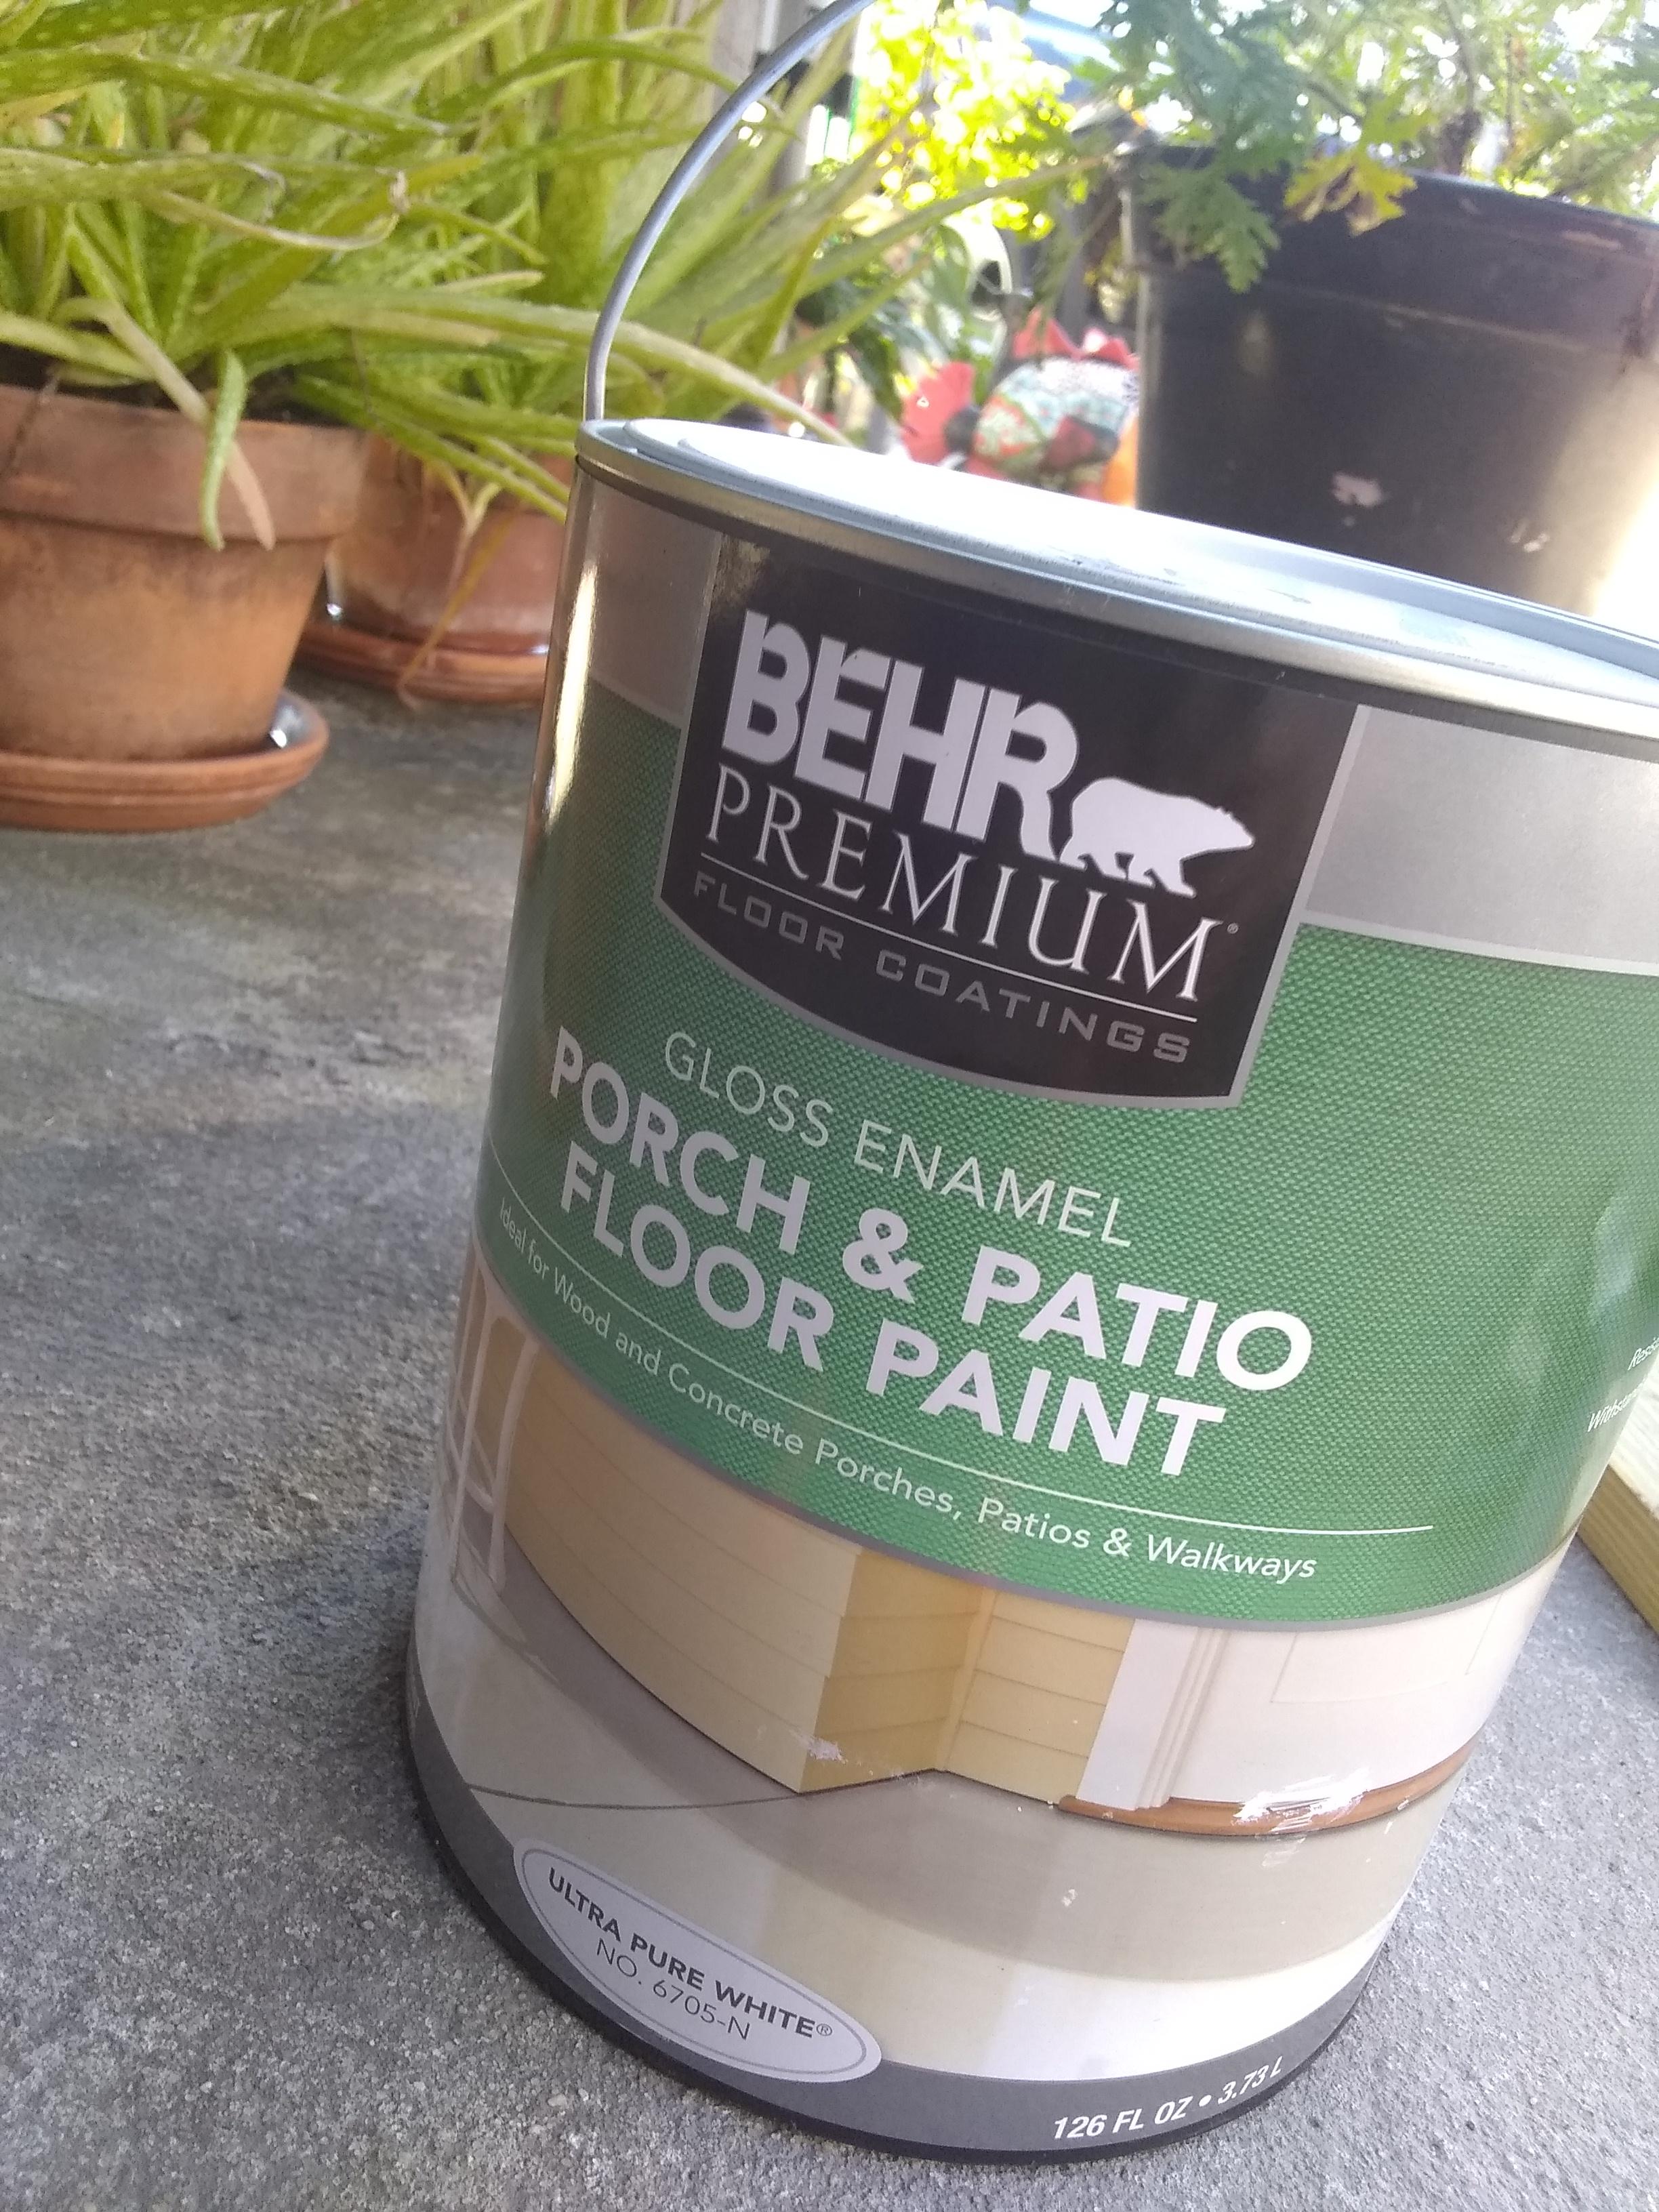 BEHR
PREMIUM®
FLOOR COATINGS
GLOSS ENAMEL
PORCH & PATIO
FLOOR PAINT
Ideal for Wood and Concrete Porches, Patios & Walkways
ULTRA PURE WHITE®
NO. 6705-N
126 FL OZ • 3.73 L